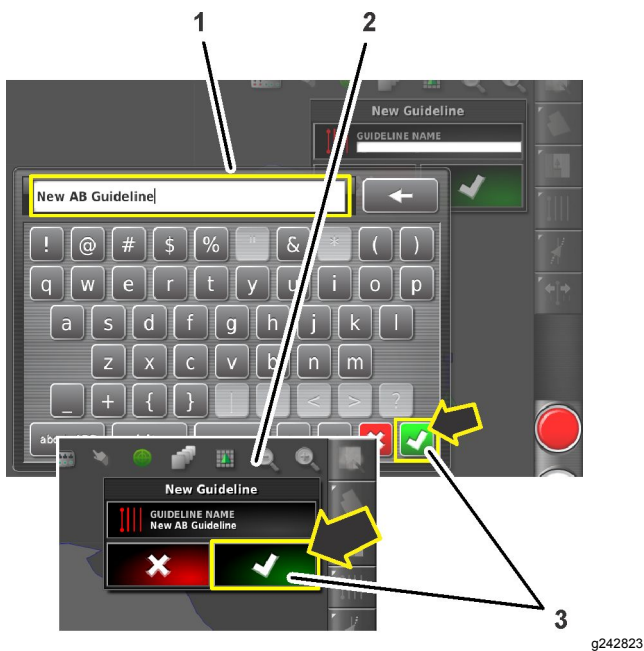 1 2
New Guideline
GUIDELINE NAME
New AB Guideline
! @ # $ % " & * ( )
q w e r t y u i o p
a s d f g h j k l
z x c v b n m
_ + { } < > ?
New Guideline
GUIDELINE NAME
New AB Guideline
3
g242823